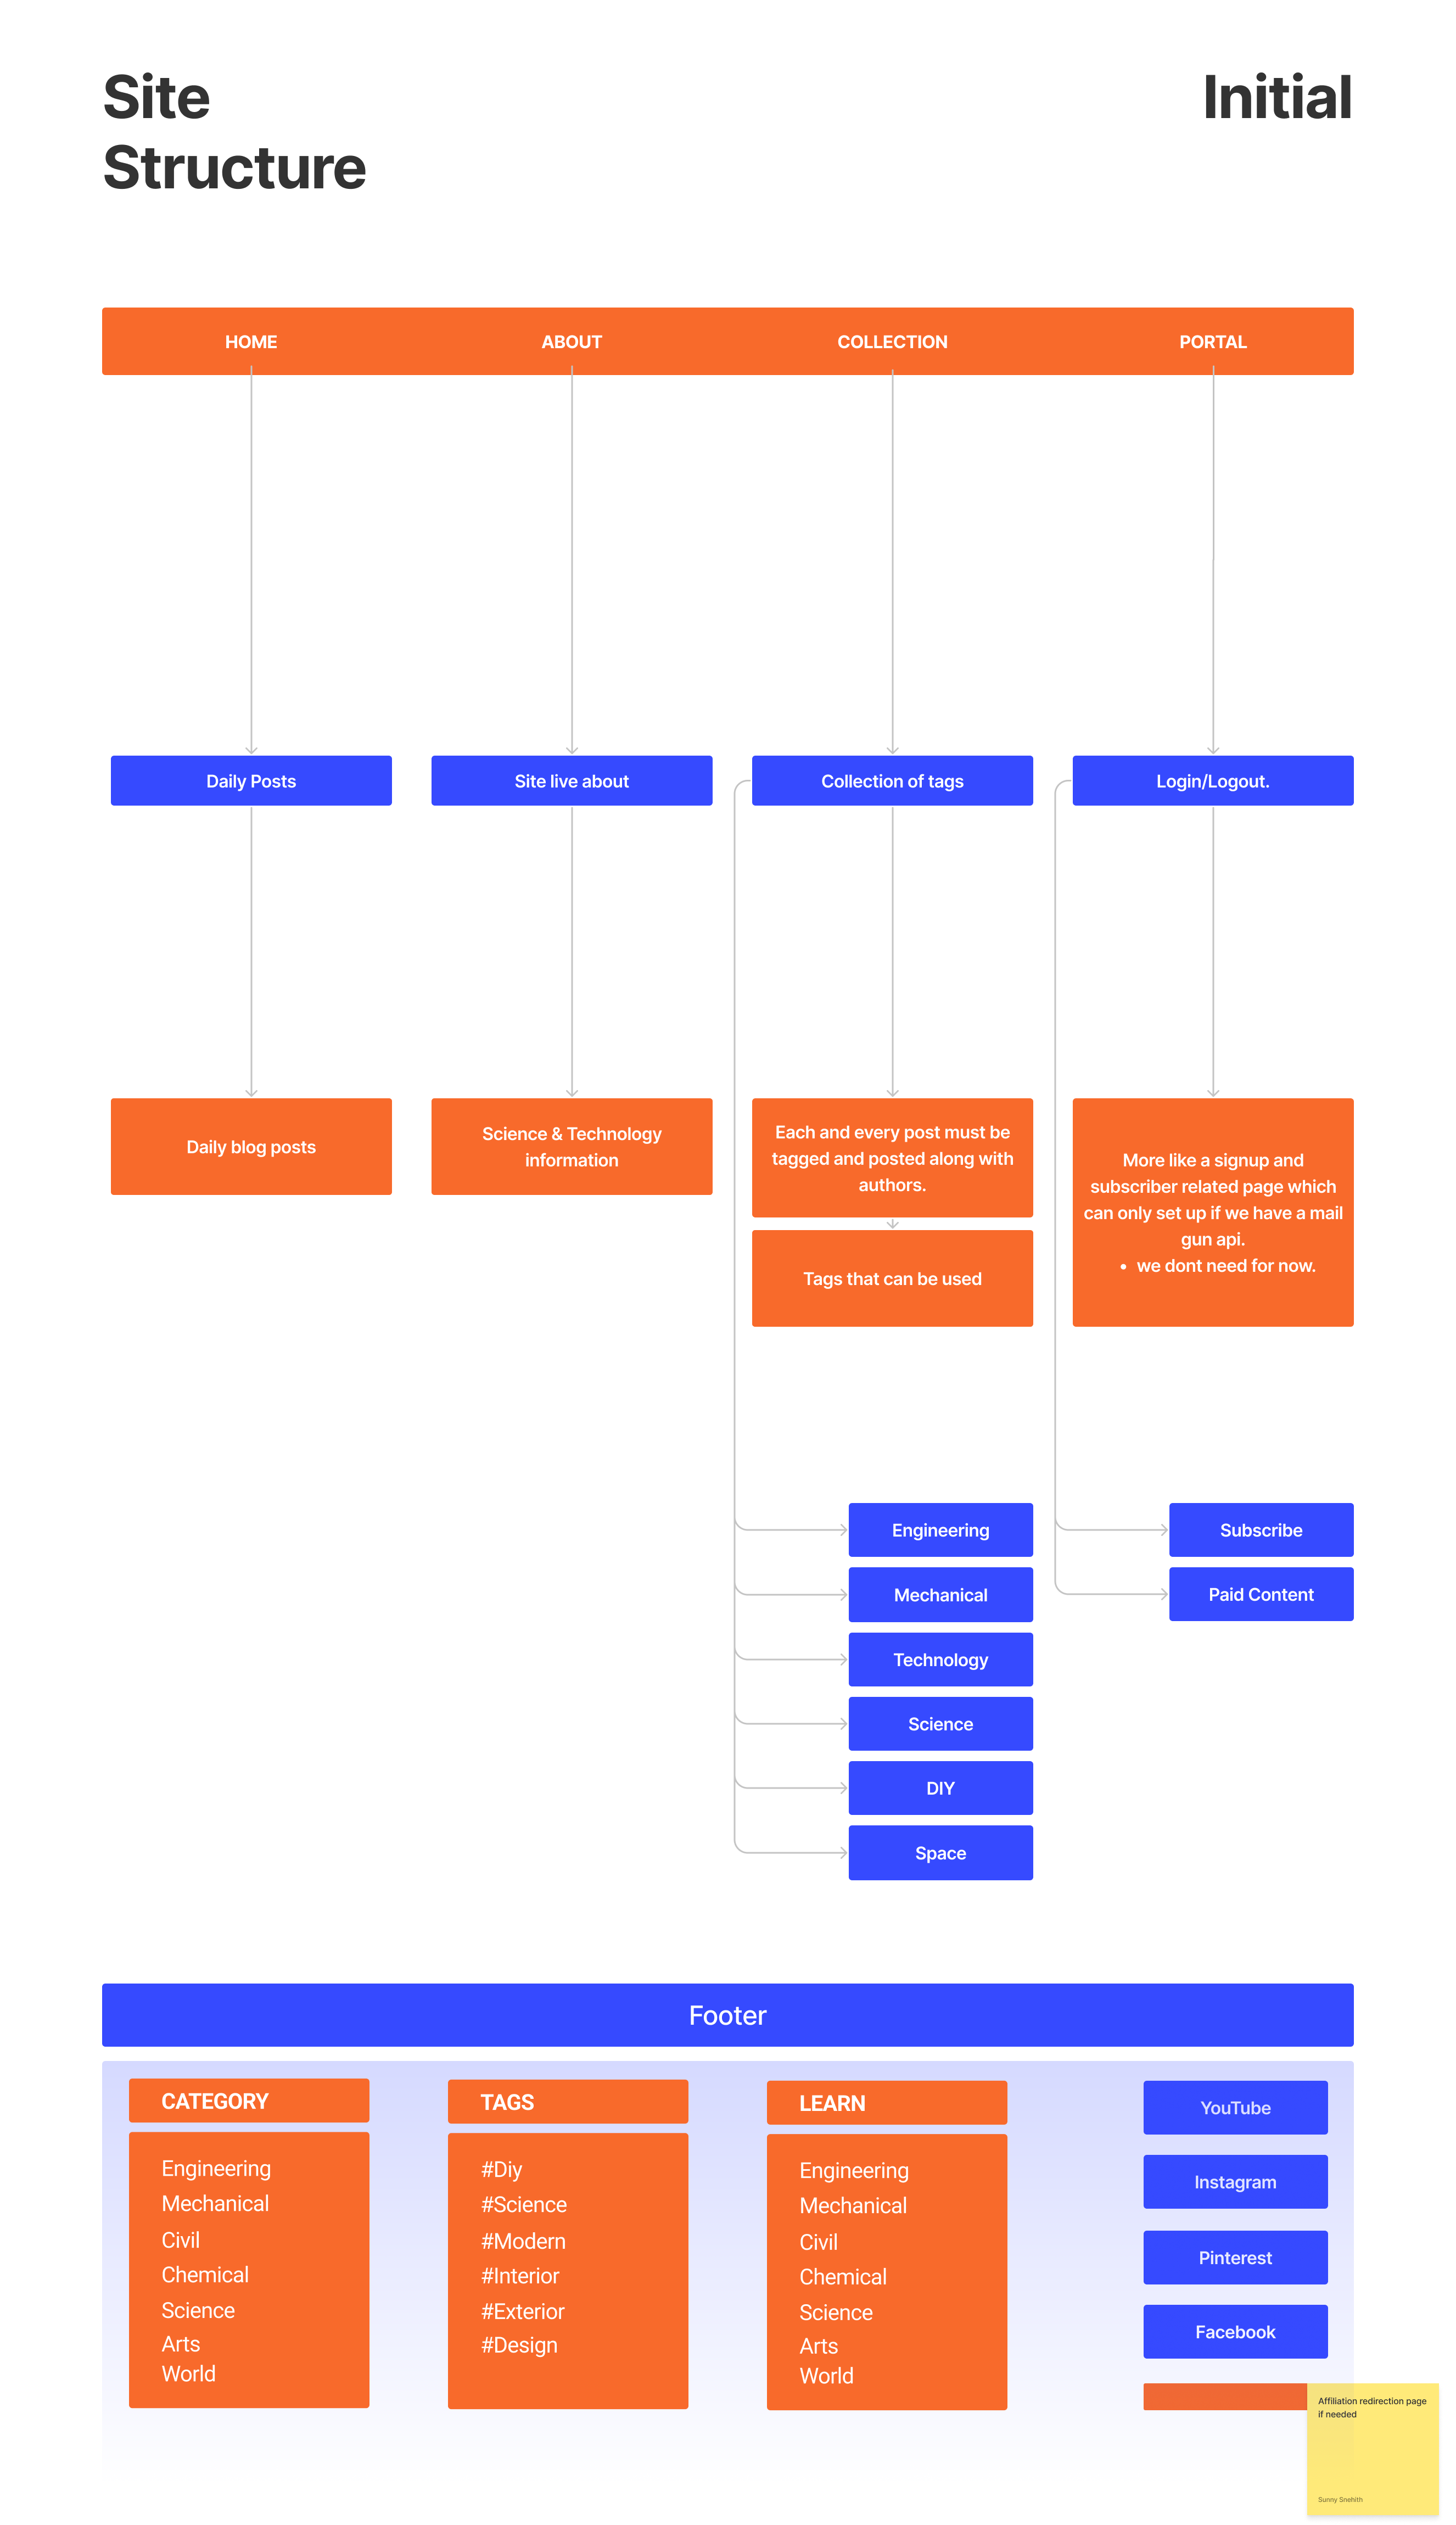 Site
Structure
Initial
HOME
ABOUT
COLLECTION
PORTAL
Daily Posts
Site live about
Collection of tags
Login/Logout.
Daily blog posts
Science & Technology
information
Each and every post must be
tagged and posted along with
authors.
Tags that can be used
More like a signup and
subscriber related page which
can only set up if we have a mail
gun api.
• we dont need for now.
Engineering
Mechanical
Technology
Science
DIY
Space
Subscribe
Paid Content
Footer
CATEGORY
Engineering
Mechanical
Civil
Chemical
Science
Arts
World
TAGS
#Diy
#Science
#Modern
#Interior
#Exterior
#Design
LEARN
Engineering
Mechanical
Civil
Chemical
Science
Arts
World
YouTube
Instagram
Pinterest
Facebook
Affiliation redirection page
if needed
Sunny Snehith